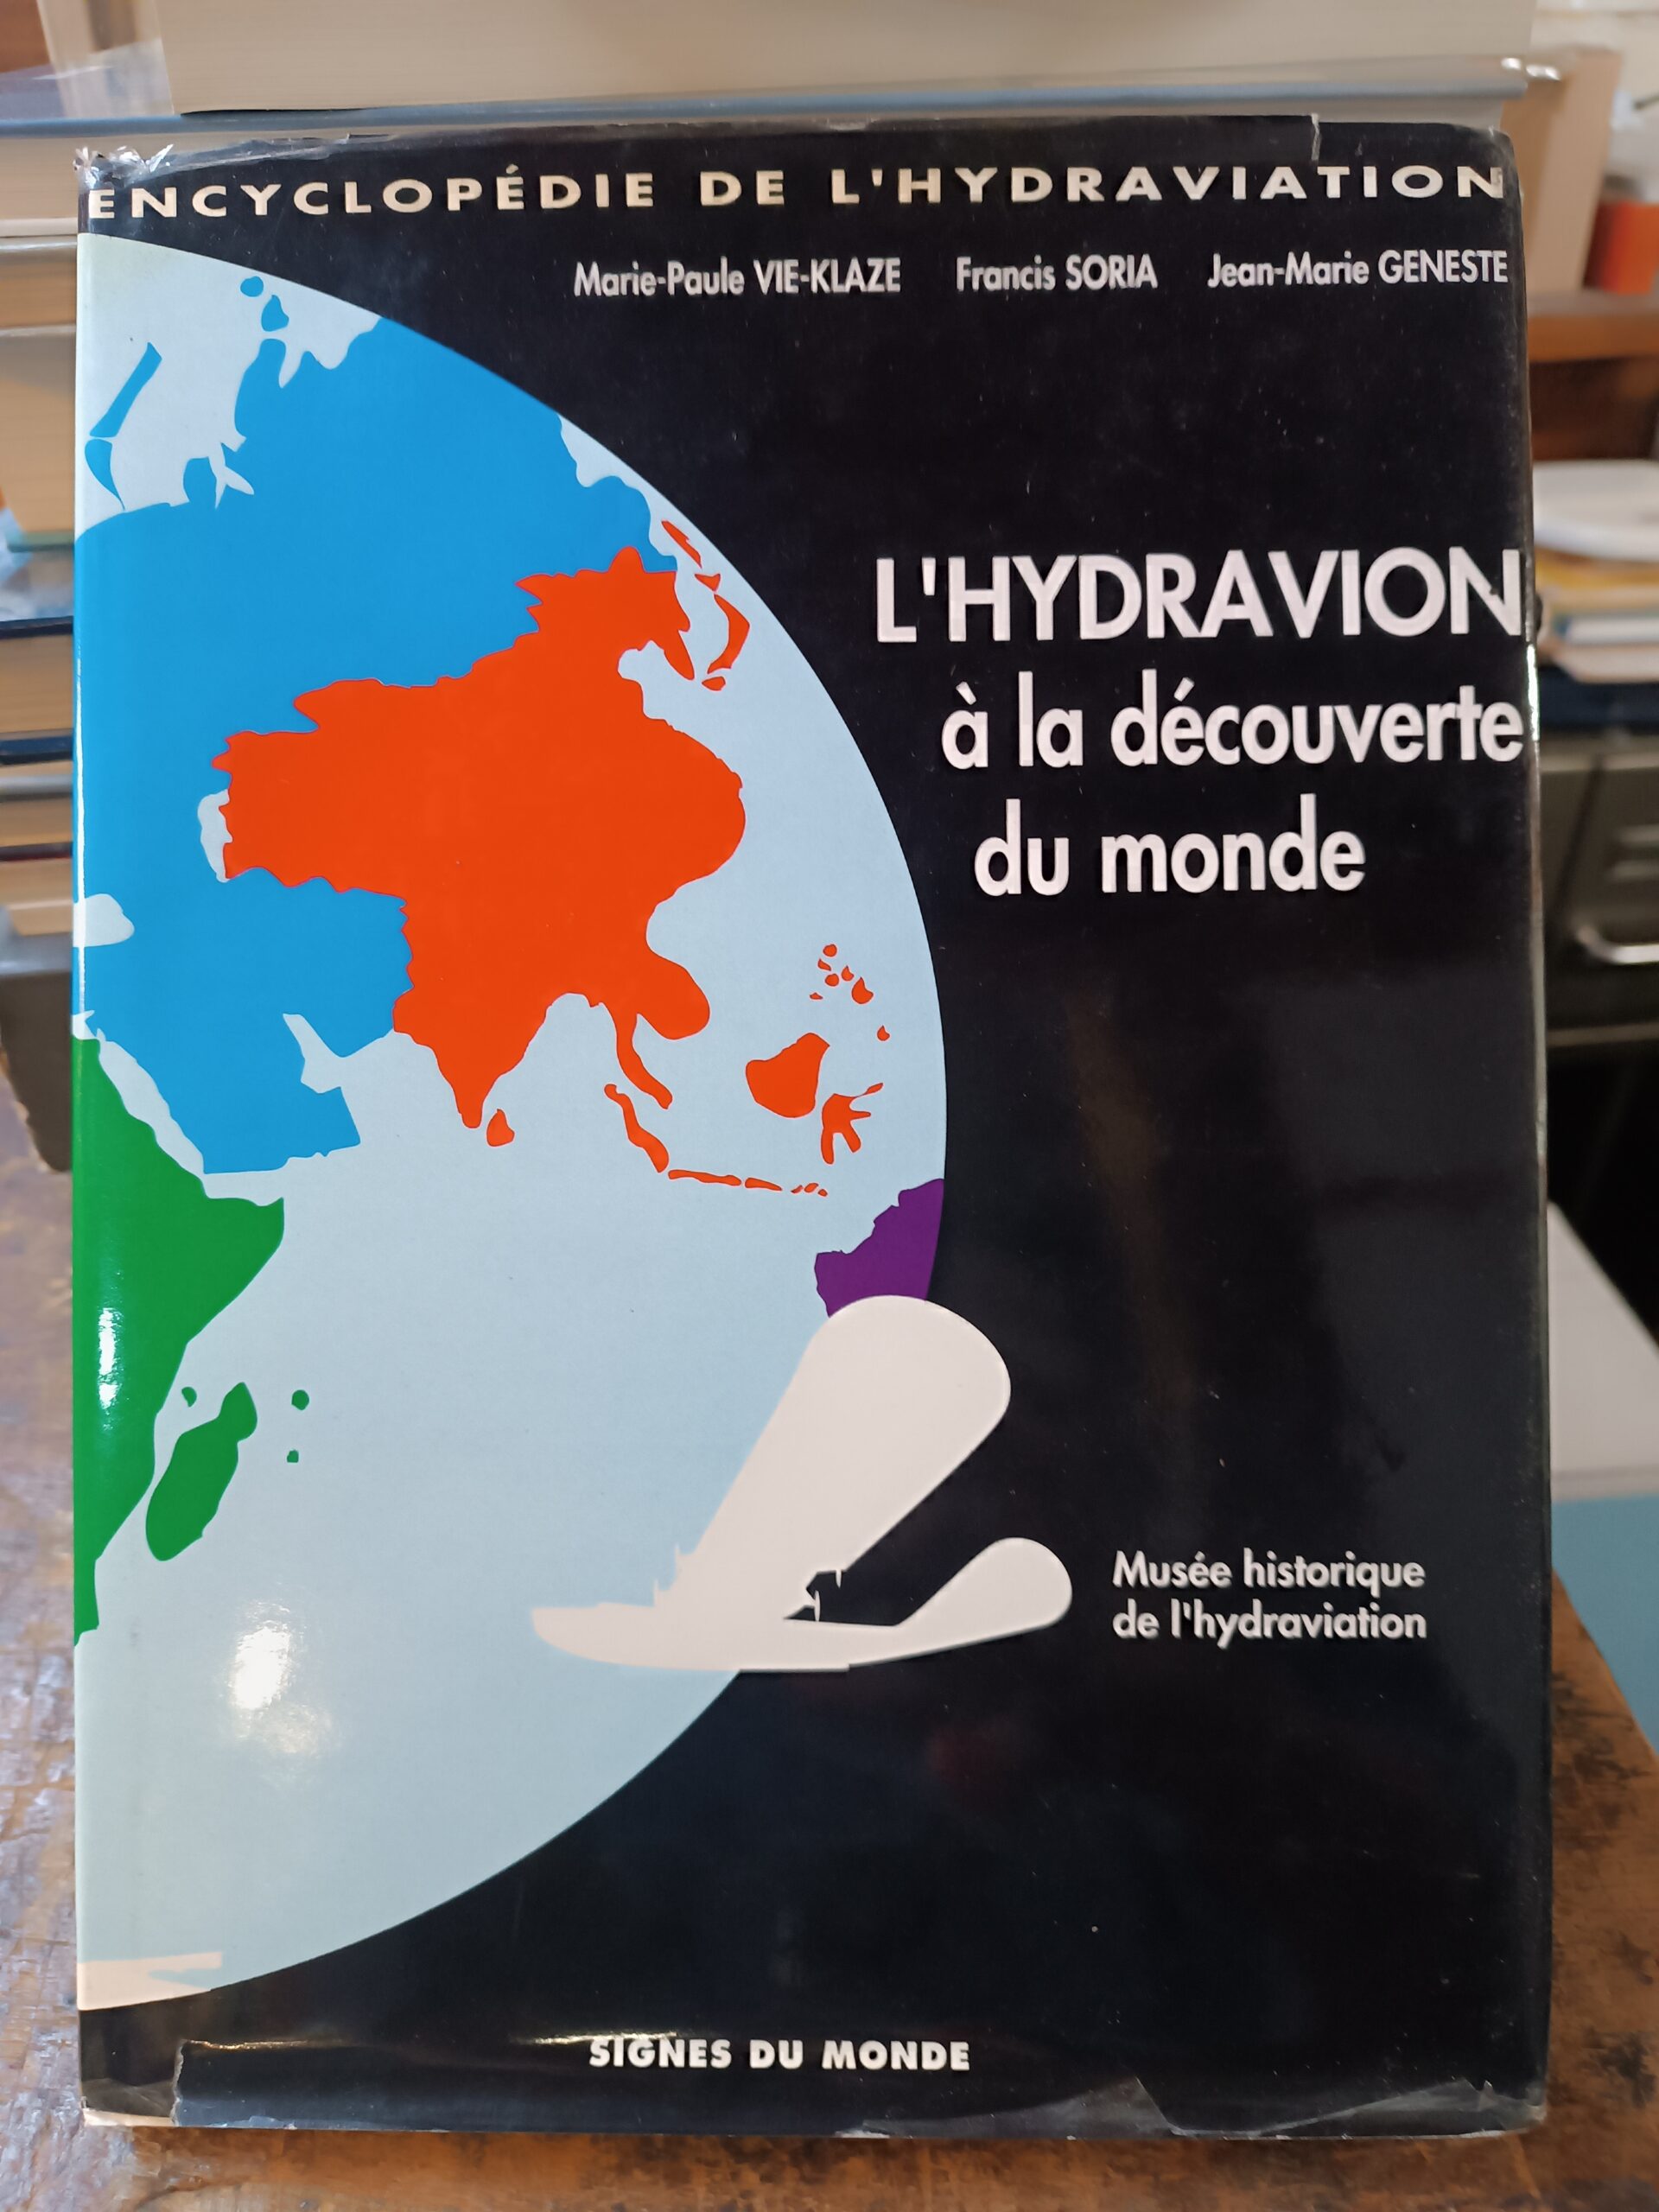 ENCYCLOPÉDIE DE L'HYDRAVIATION
Marie-Paule VIE-KLAZE Francis SORIA Jean-Marie GENESTE
L'HYDRAVION
à la découverte
du monde
Musée historique
de l'hydraviation
SIGNES DU MONDE